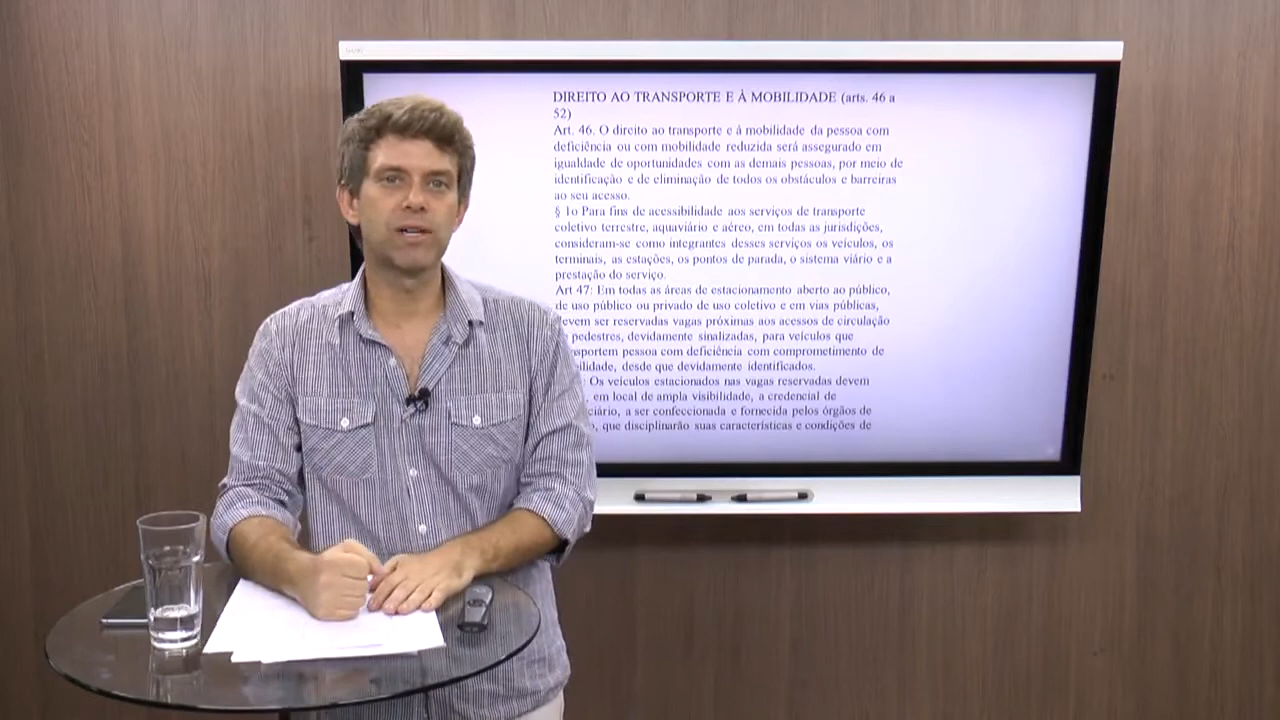 DIREITO AO TRANSPORTE E À MOBILIDADE (arts. 46 a
52)
Art. 46. O direito ao transporte e à mobilidade da pessoa com
deficiência ou com mobilidade reduzida será assegurado em
igualdade de oportunidades com as demais pessoas, por meio de
identificação e de eliminação de todos os obstáculos e barreiras
ao seu acesso.
§ 1o Para fins de acessibilidade aos serviços de transporte
coletivo terrestre, aquaviário e aéreo, em todas as jurisdições,
consideram-se como integrantes desses serviços os veículos, os
terminais, as estações, os pontos de parada, o sistema viário e a
prestação do serviço.
Art 47: Em todas as áreas de estacionamento aberto ao público,
de uso público ou privado de uso coletivo e em vias públicas,
devem ser reservadas vagas próximas aos acessos de circulação
pedestres, devidamente sinalizadas, para veículos que
sportem pessoa com deficiência com comprometimento de
ilidade, desde que devidamente identificados.
: Os veículos estacionados nas vagas reservadas devem
, em local de ampla visibilidade, a credencial de
ciário, a ser confeccionada e fornecida pelos órgãos de
, que disciplinarão suas características e condições de